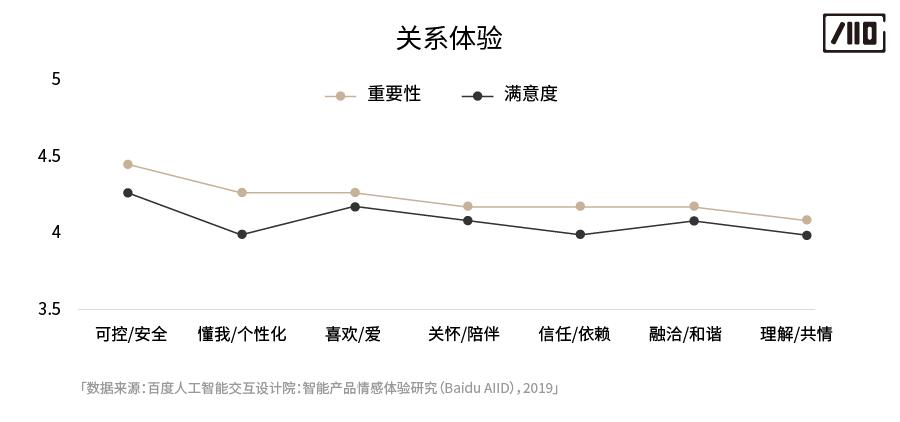 关系体验
重要性 满意度
5
4.5
4
3.5
可控/安全 懂我/个性化 喜欢/爱 关怀/陪伴 信任/依赖 融洽/和谐 理解/共情
「数据来源：百度人工智能交互设计院：智能产品情感体验研究（Baidu AIID），2019」